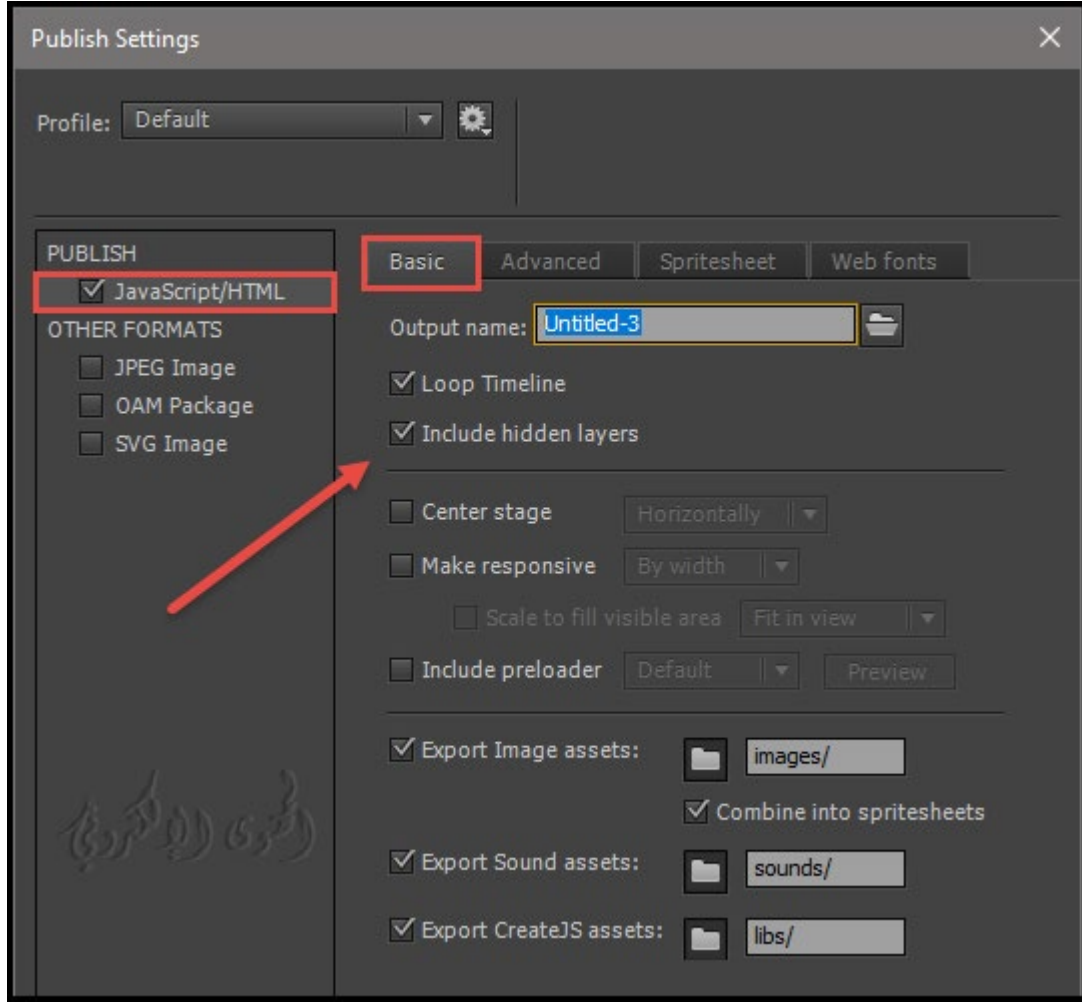 Publish Settings
Profile: Default
PUBLISH
JavaScript/HTML
OTHER FORMATS
JPEG Image
OAM Package
SVG Image
Basic Advanced Spritesheet Web fonts
Output name: Untitled-3
Loop Timeline
Include hidden layers
Center stage Horizontally
Make responsive By width
Scale to fill visible area Fit in view
Include preloader Default Preview
Export Image assets: images/
Combine into spritesheets
Export Sound assets: sounds/
Export CreateJS assets: libs/